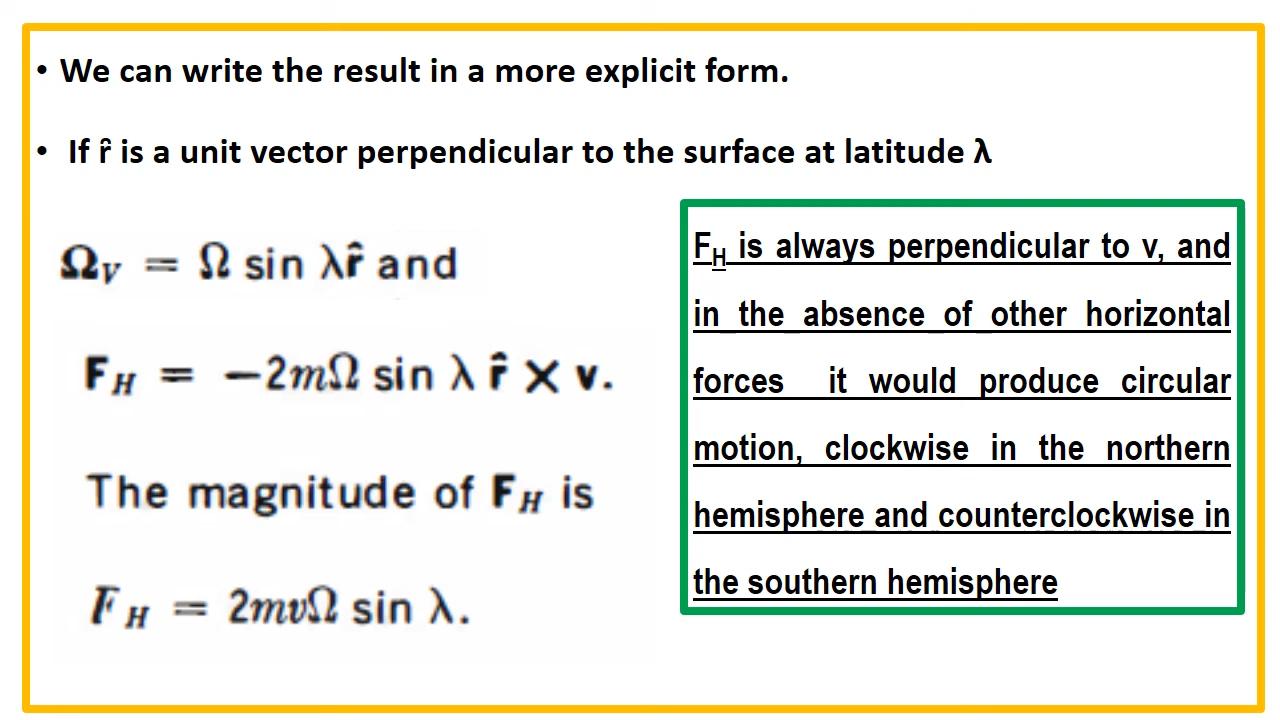 • We can write the result in a more explicit form.
• If r̂ is a unit vector perpendicular to the surface at latitude λ
Ω_V = Ω sin λr̂ and
F_H = −2mΩ sin λ r̂ × v.
The magnitude of F_H is
F_H = 2mvΩ sin λ.
F_H is always perpendicular to v, and
in the absence of other horizontal
forces it would produce circular
motion, clockwise in the northern
hemisphere and counterclockwise in
the southern hemisphere